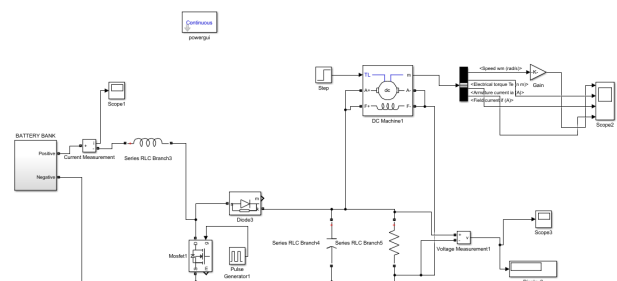 Continuous
powergui
<Speed wm (rad/s)>
TL
m
Step
dc
A+
A-
F+
F-
DC Machine1
-K-
Gain
<Electrical torque Te (n m)>
<Armature current ia (A)>
<Field current if (A)>
Scope2
Scope1
BATTERY BANK
Positive
Negative
+
i
-
Current Measurement
Series RLC Branch3
m
Diode3
Scope3
Series RLC Branch4
Series RLC Branch5
+
-
v
Voltage Measurement1
Mosfet1
g
D
S
m
Pulse
Generator1